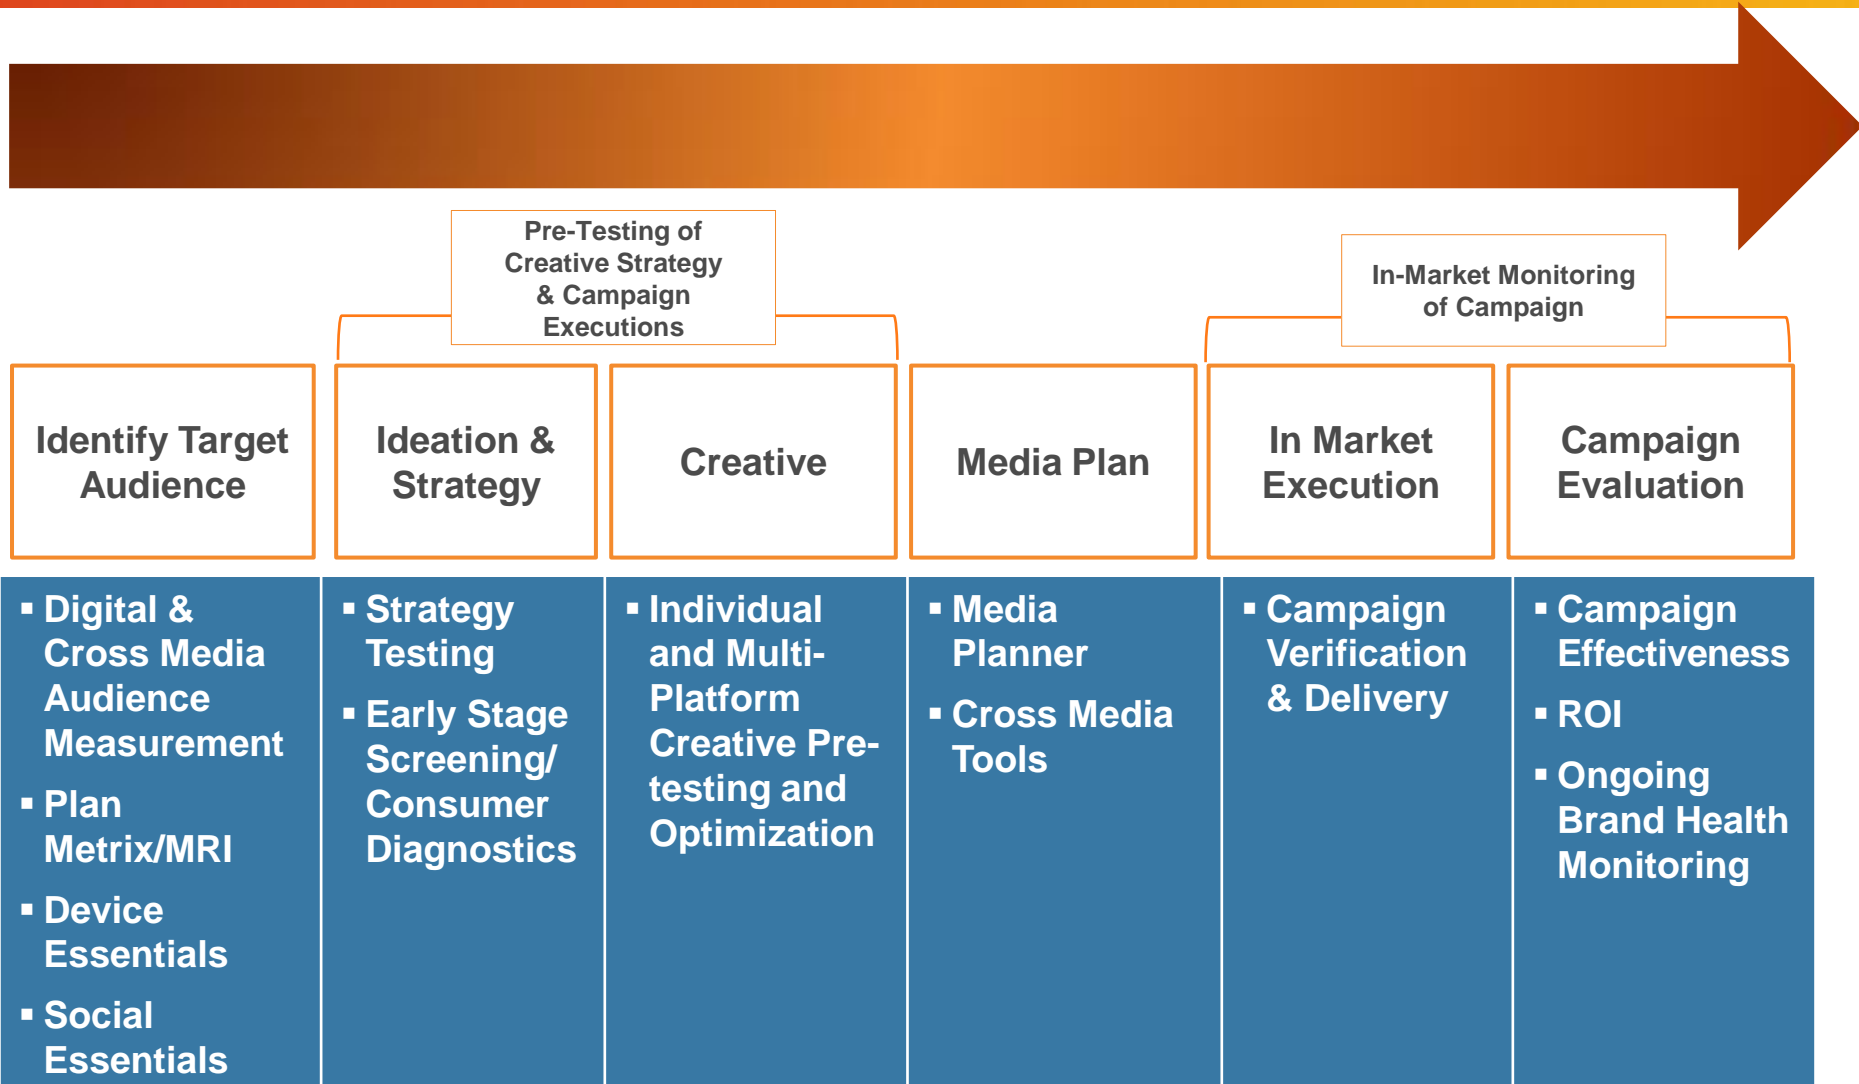 Pre-Testing of
Creative Strategy
& Campaign
Executions
In-Market Monitoring
of Campaign
Identify Target
Audience
Ideation &
Strategy
Creative
Media Plan
In Market
Execution
Campaign
Evaluation
▪ Digital &
Cross Media
Audience
Measurement
▪ Plan
Metrix/MRI
▪ Device
Essentials
▪ Social
Essentials
▪ Strategy
Testing
▪ Early Stage
Screening/
Consumer
Diagnostics
▪ Individual
and Multi-
Platform
Creative Pre-
testing and
Optimization
▪ Media
Planner
▪ Cross Media
Tools
▪ Campaign
Verification
& Delivery
▪ Campaign
Effectiveness
▪ ROI
▪ Ongoing
Brand Health
Monitoring